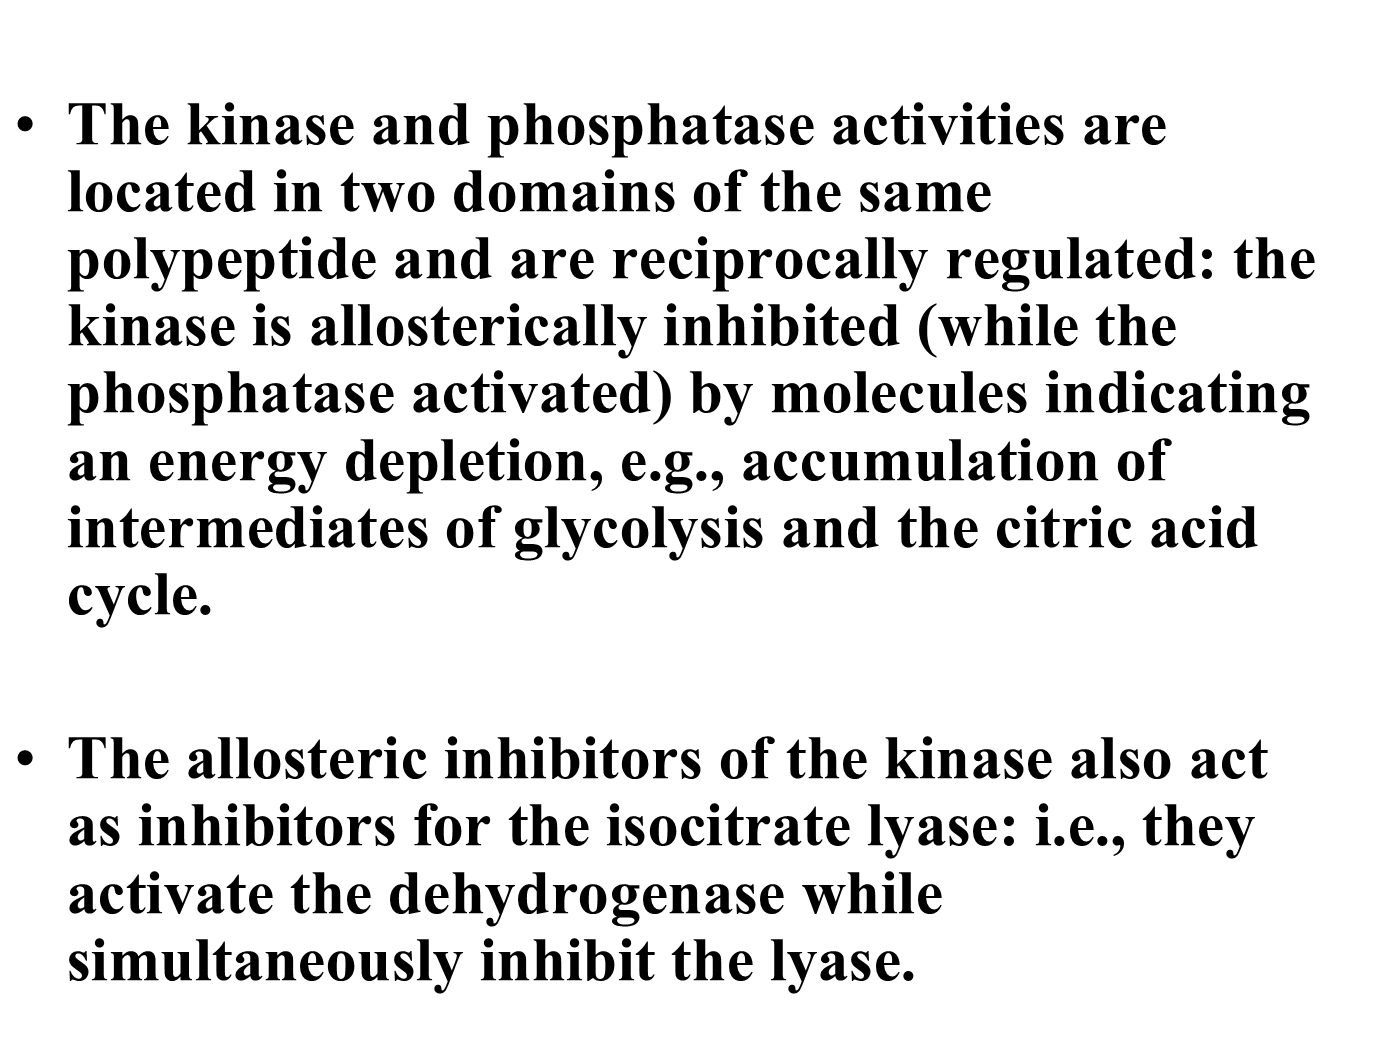 • The kinase and phosphatase activities are
located in two domains of the same
polypeptide and are reciprocally regulated: the
kinase is allosterically inhibited (while the
phosphatase activated) by molecules indicating
an energy depletion, e.g., accumulation of
intermediates of glycolysis and the citric acid
cycle.
• The allosteric inhibitors of the kinase also act
as inhibitors for the isocitrate lyase: i.e., they
activate the dehydrogenase while
simultaneously inhibit the lyase.